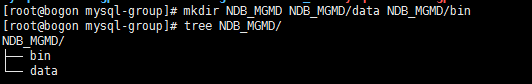 [root@bogon mysql-group]# mkdir NDB_MGMD NDB_MGMD/data NDB_MGMD/bin
[root@bogon mysql-group]# tree NDB_MGMD/
NDB_MGMD/
├── bin
└── data